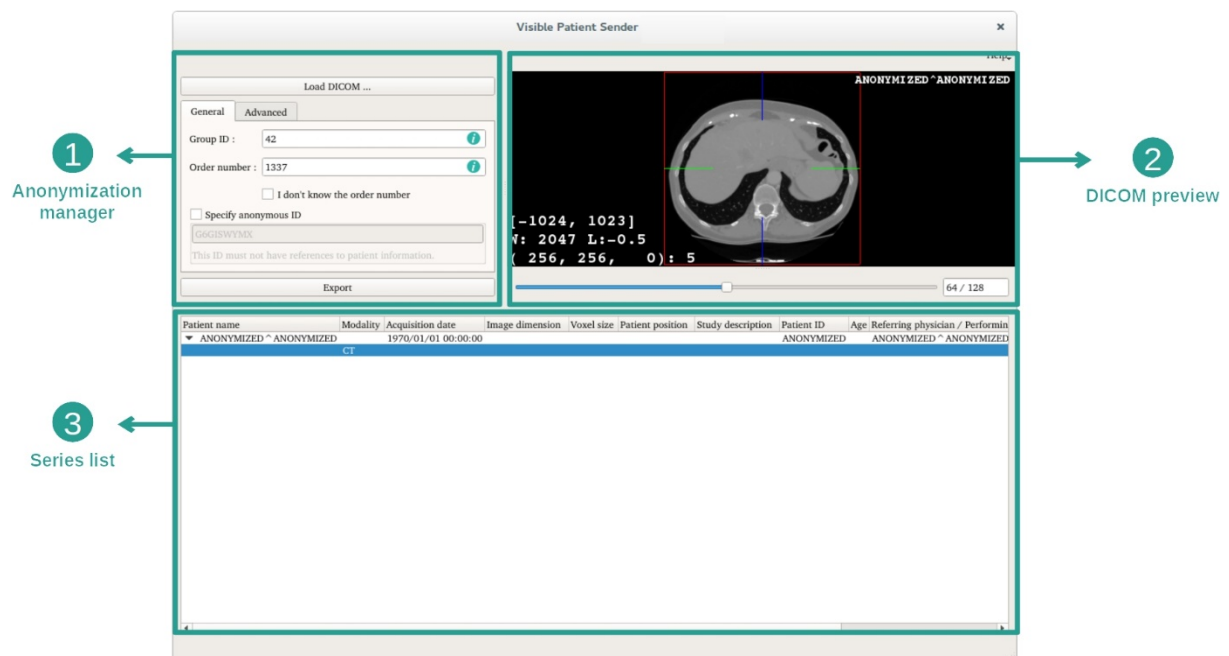 Visible Patient Sender
×
Load DICOM ...
General Advanced
Group ID : 42
Order number : 1337
I don't know the order number
Specify anonymous ID
G6GISWYMX
This ID must not have references to patient information.
Export
Help
ANONYMIZED^ANONYMIZED
[-1024, 1023]
W: 2047 L:-0.5
( 256, 256, 0): 5
64 / 128
1
Anonymization
manager
2
DICOM preview
Patient name Modality Acquisition date Image dimension Voxel size Patient position Study description Patient ID Age Referring physician / Performin
ANONYMIZED ^ ANONYMIZED 1970/01/01 00:00:00 ANONYMIZED ANONYMIZED ^ ANONYMIZED
CT
3
Series list